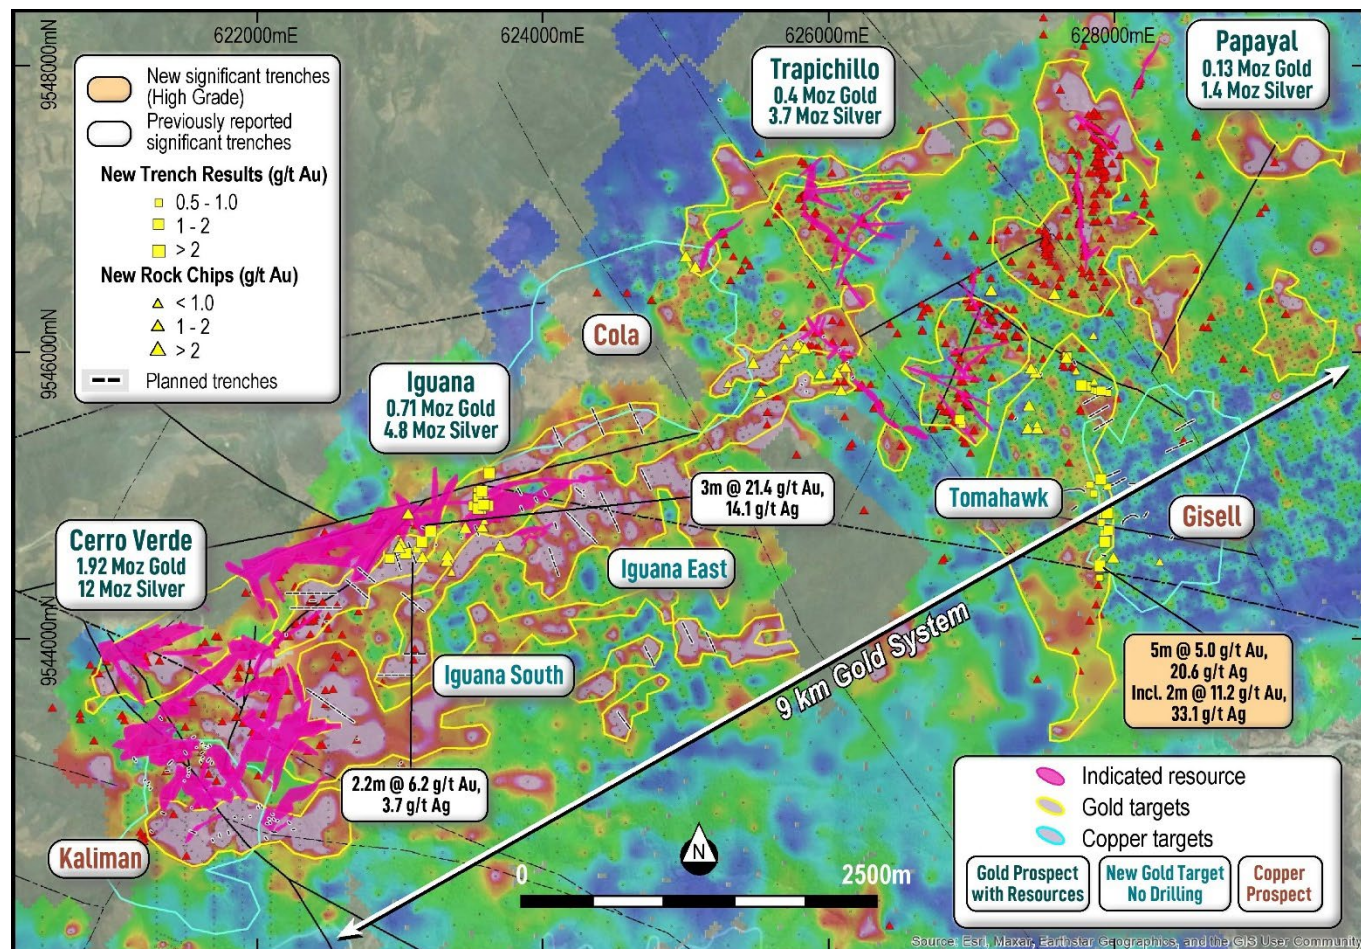 622000mE
624000mE
626000mE
628000mE
9548000mN
9546000mN
9544000mN
New significant trenches
(High Grade)
Previously reported
significant trenches
New Trench Results (g/t Au)
0.5 - 1.0
1 - 2
> 2
New Rock Chips (g/t Au)
< 1.0
1 - 2
> 2
Planned trenches
Trapichillo
0.4 Moz Gold
3.7 Moz Silver
Papayal
0.13 Moz Gold
1.4 Moz Silver
Cola
Iguana
0.71 Moz Gold
4.8 Moz Silver
3m @ 21.4 g/t Au,
14.1 g/t Ag
Tomahawk
Gisell
Cerro Verde
1.92 Moz Gold
12 Moz Silver
Iguana East
Iguana South
9 km Gold System
5m @ 5.0 g/t Au,
20.6 g/t Ag
Incl. 2m @ 11.2 g/t Au,
33.1 g/t Ag
2.2m @ 6.2 g/t Au,
3.7 g/t Ag
Kaliman
N
0
2500m
Indicated resource
Gold targets
Copper targets
Gold Prospect
with Resources
New Gold Target
No Drilling
Copper
Prospect
Source: Esri, Maxar, Earthstar Geographics, and the GIS User Community